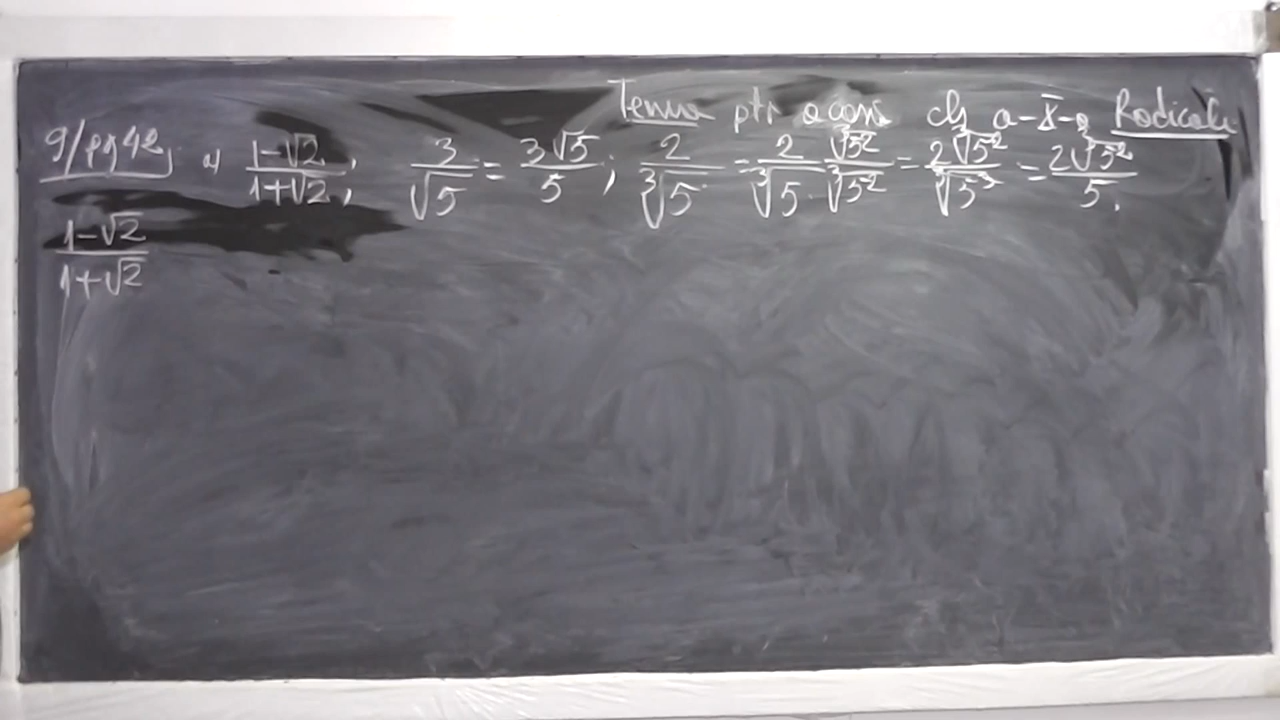 Tema ptr acasă cls a-X-a Radicali
9/pg42, a) (1-√2)/(1+√2); 3/√5 = 3√5/5; 2/∛5 = 2/∛5 · ∛5²/∛5² = 2∛5²/∛5³ = 2∛5²/5.
(1-√2)/(1+√2)